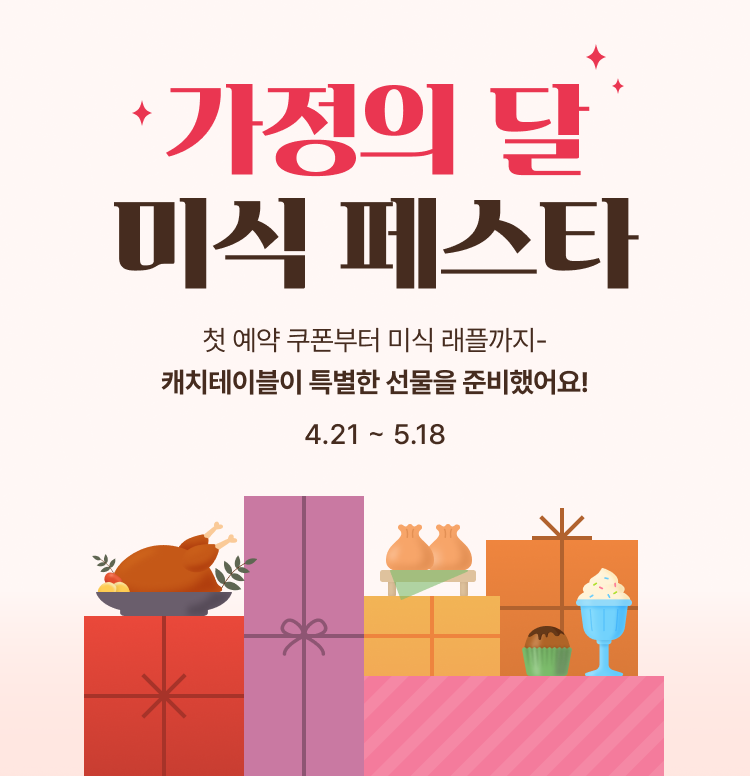 가정의 달
미식 페스타
첫 예약 쿠폰부터 미식 래플까지-
캐치테이블이 특별한 선물을 준비했어요!
4.21 ~ 5.18